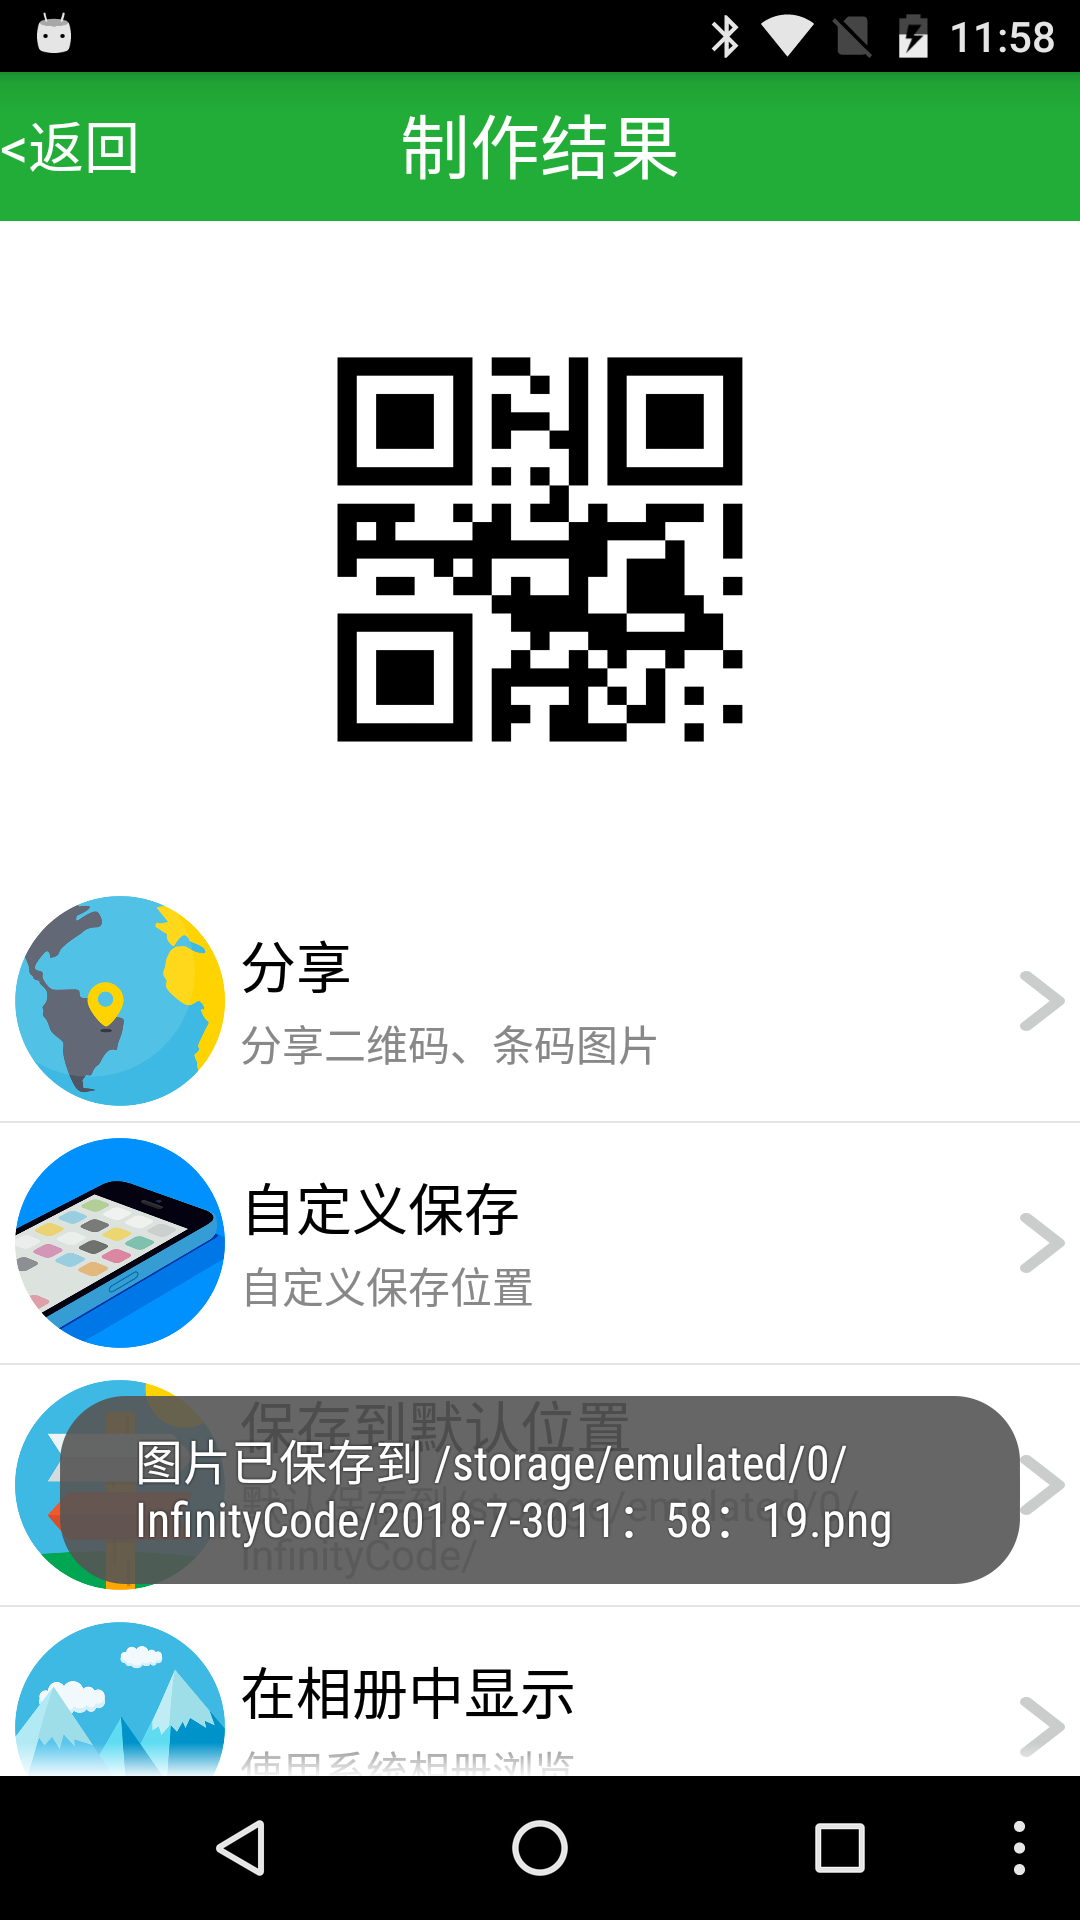 11:58
<返回
制作结果
分享
分享二维码、条码图片
自定义保存
自定义保存位置
保存到默认位置
默认保存到/storage/emulated/0/
InfinityCode/
图片已保存到 /storage/emulated/0/
InfinityCode/2018-7-3011：58：19.png
在相册中显示
使用系统相册浏览